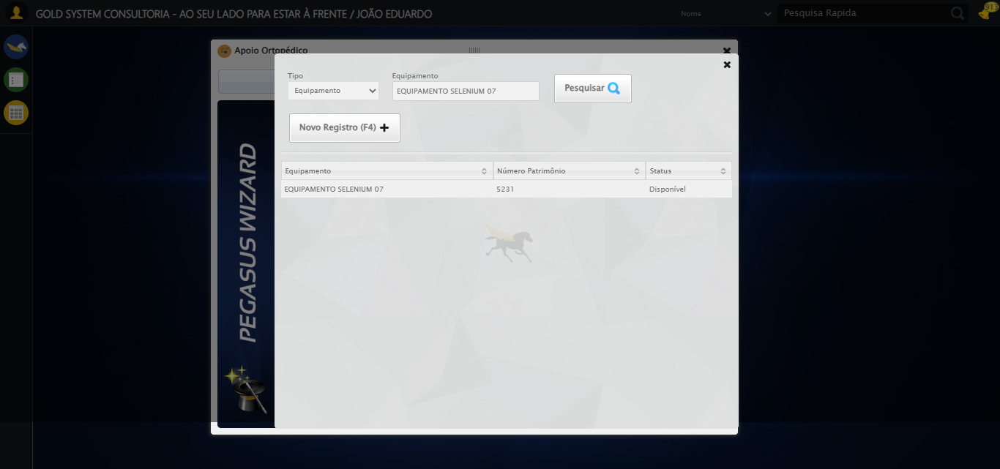 GOLD SYSTEM CONSULTORIA - AO SEU LADO PARA ESTAR À FRENTE / JOÃO EDUARDO
Nome
Pesquisa Rapida
913
Apoio Ortopédico
Tipo
Equipamento
Equipamento
EQUIPAMENTO SELENIUM 07
Pesquisar
Novo Registro (F4)
Equipamento
Número Patrimônio
Status
EQUIPAMENTO SELENIUM 07
5231
Disponível
PEGASUS WIZARD